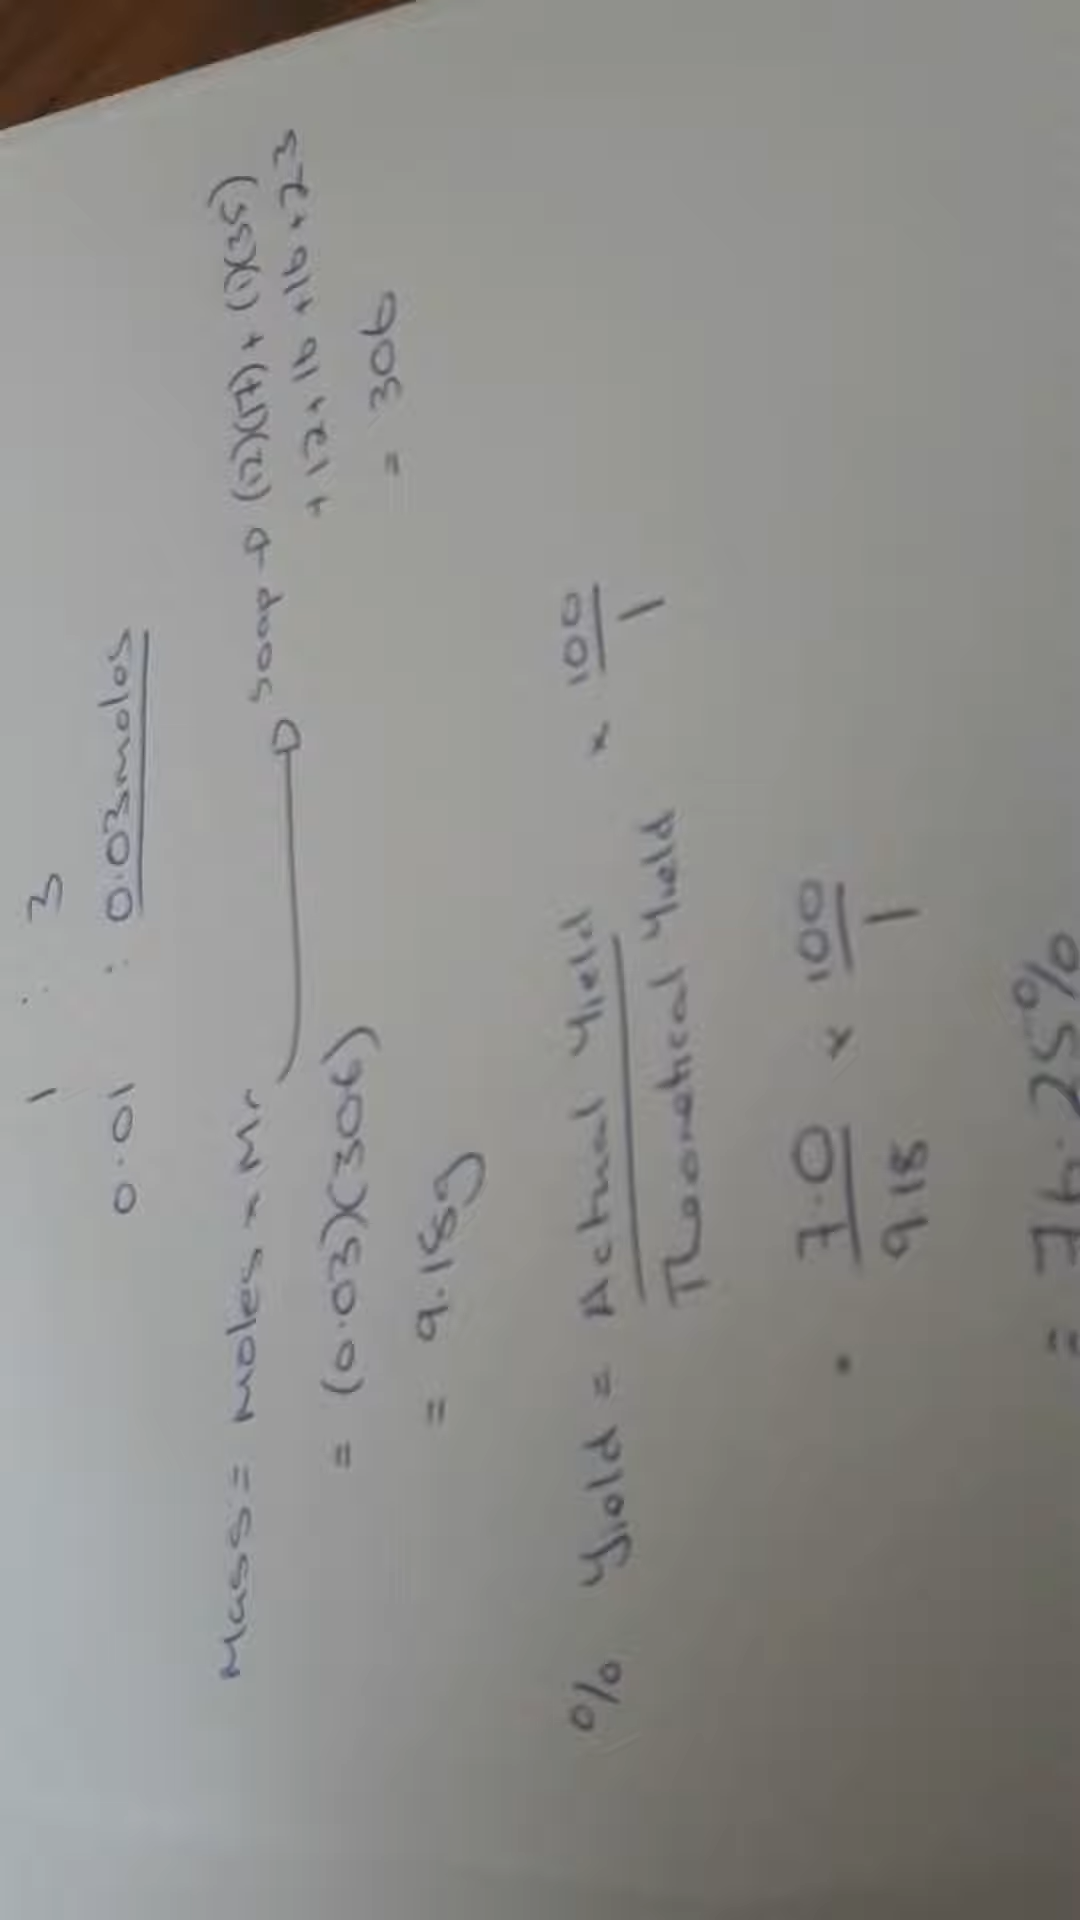 1 : 3
0.01 : 0.03moles
Mass = Moles x Mr → soap → (12)(17) + (1)(35)
+ 12 + 16 + 16 + 23
= (0.03)(306)
= 306
= 9.18g
% Yield = Actual Yield x 100
Theoretical Yield 1
7.0 x 100
9.18 1
= 76.25%